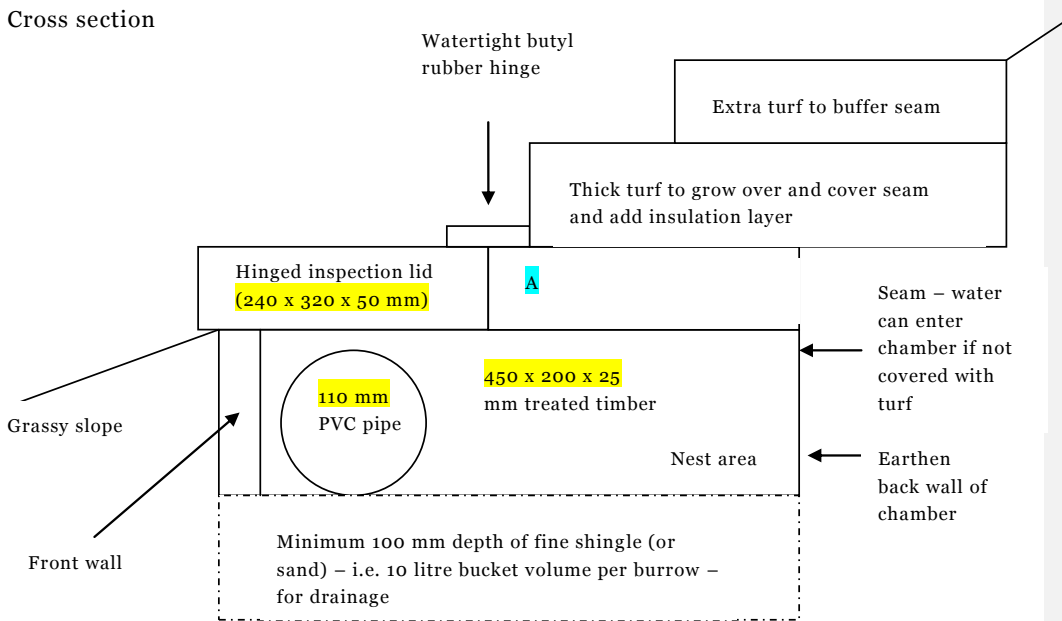 Cross section
Watertight butyl
rubber hinge
Extra turf to buffer seam
Thick turf to grow over and cover seam
and add insulation layer
Hinged inspection lid
(240 x 320 x 50 mm)
A
Seam – water
can enter
chamber if not
covered with
turf
450 x 200 x 25
mm treated timber
110 mm
PVC pipe
Grassy slope
Nest area
Earthen
back wall of
chamber
Front wall
Minimum 100 mm depth of fine shingle (or
sand) – i.e. 10 litre bucket volume per burrow –
for drainage